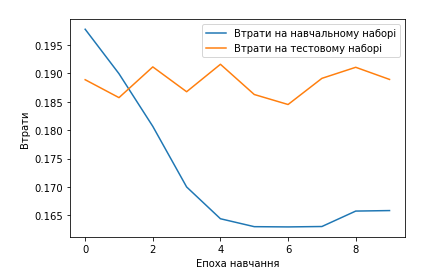 Втрати на навчальному наборі
Втрати на тестовому наборі
0.195
0.190
0.185
0.180
0.175
0.170
0.165
Втрати
0 2 4 6 8
Епоха навчання